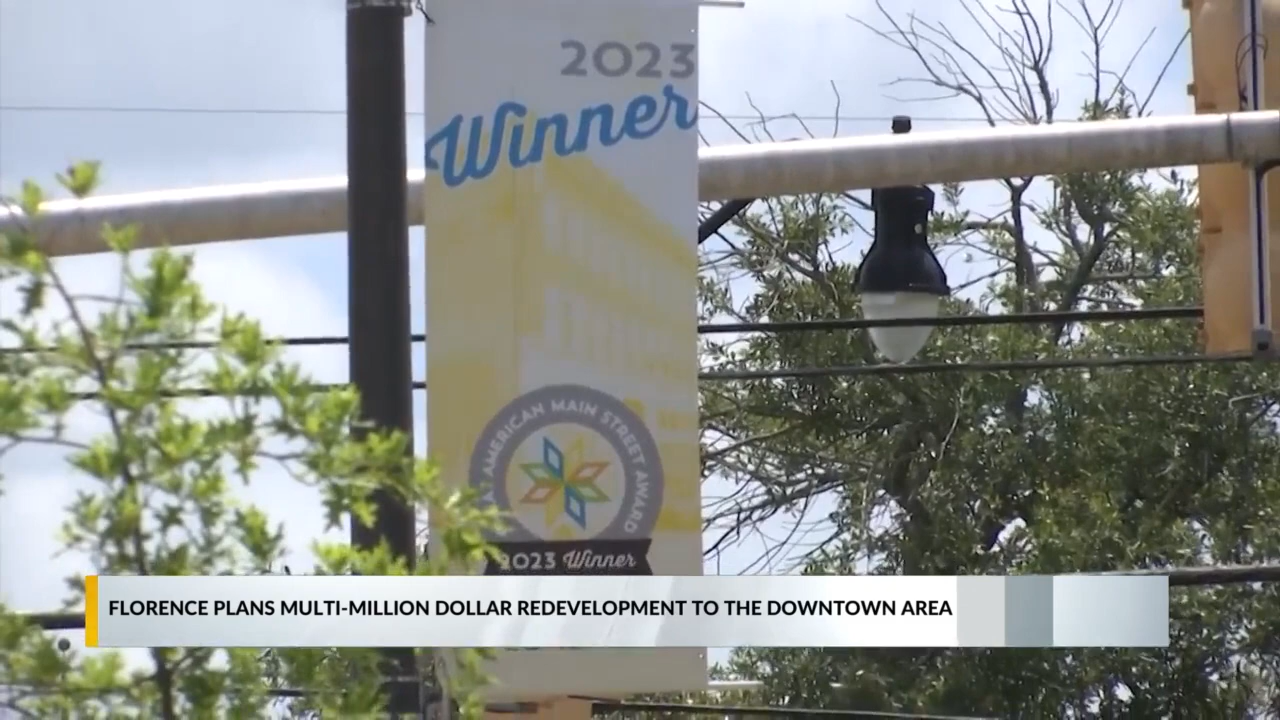 2023
Winner
AMERICAN MAIN STREET AWARD
2023 Winner
FLORENCE PLANS MULTI-MILLION DOLLAR REDEVELOPMENT TO THE DOWNTOWN AREA